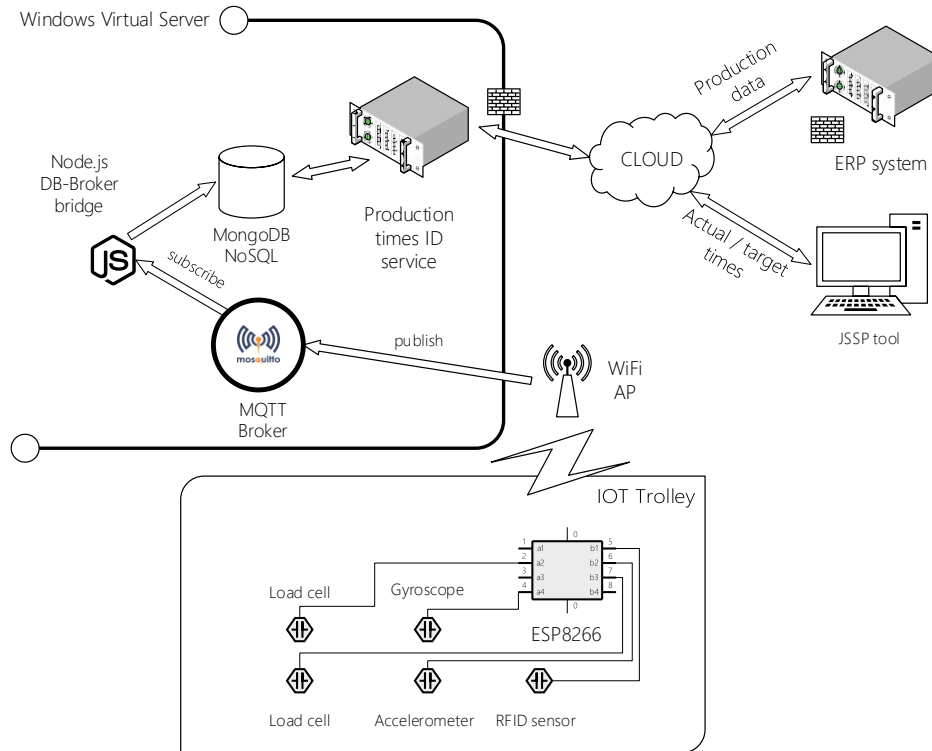 Windows Virtual Server
Node.js
DB-Broker
bridge
MongoDB
NoSQL
Production
times ID
service
CLOUD
Production
data
ERP system
Actual / target
times
JSSP tool
JS
subscribe
mosquitto
MQTT
Broker
publish
WiFi
AP
IOT Trolley
0
1 a1 b1 5
2 a2 b2 6
3 a3 b3 7
4 a4 b4 8
0
ESP8266
Load cell
Gyroscope
Load cell
Accelerometer
RFID sensor